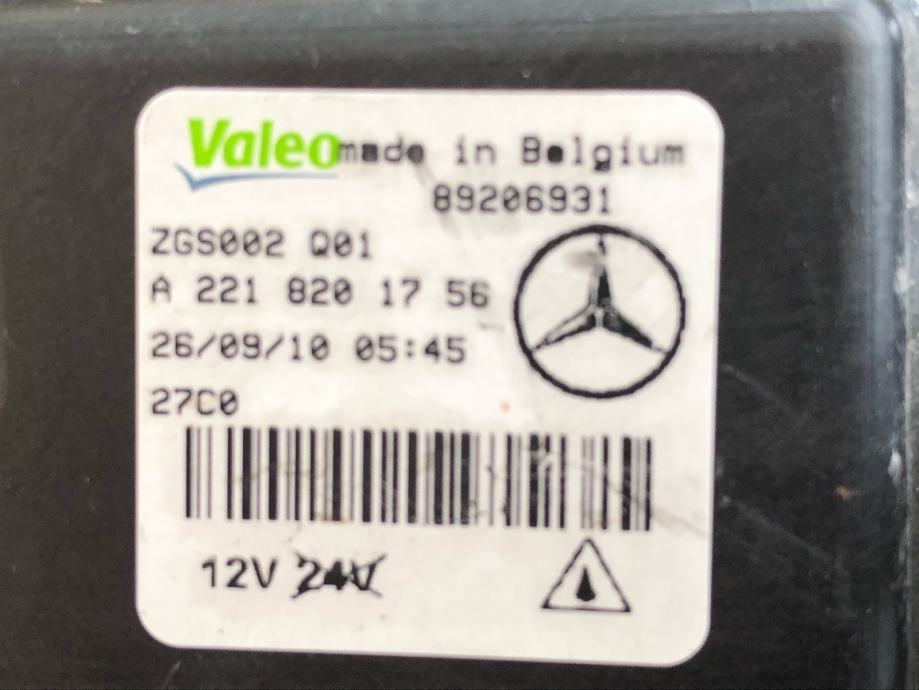 Valeo made in Belgium
89206931
ZGS002 Q01
A 221 820 17 56
26/09/10 05:45
27C0
12V 24V